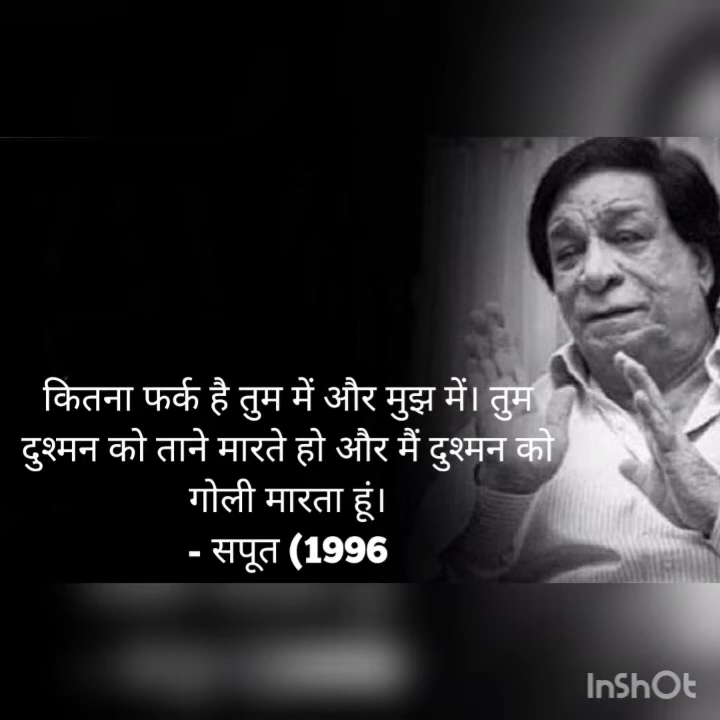 कितना फर्क है तुम में और मुझ में। तुम
दुश्मन को ताने मारते हो और मैं दुश्मन को
गोली मारता हूं।
- सपूत (1996
InShOt